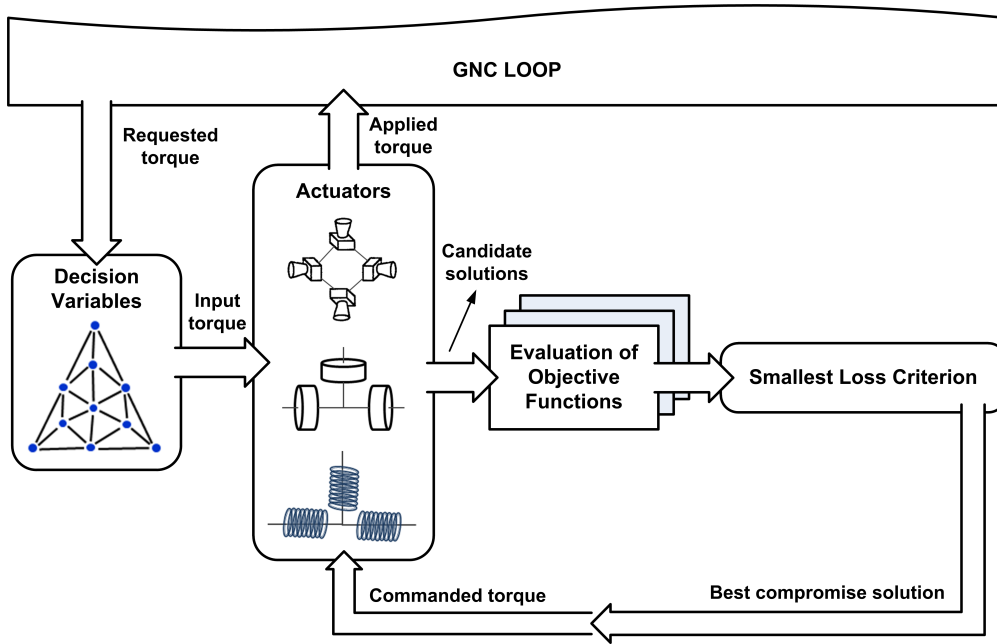 GNC LOOP
Requested
torque
Applied
torque
Actuators
Decision
Variables
Input
torque
Candidate
solutions
Evaluation of
Objective
Functions
Smallest Loss Criterion
Commanded torque
Best compromise solution